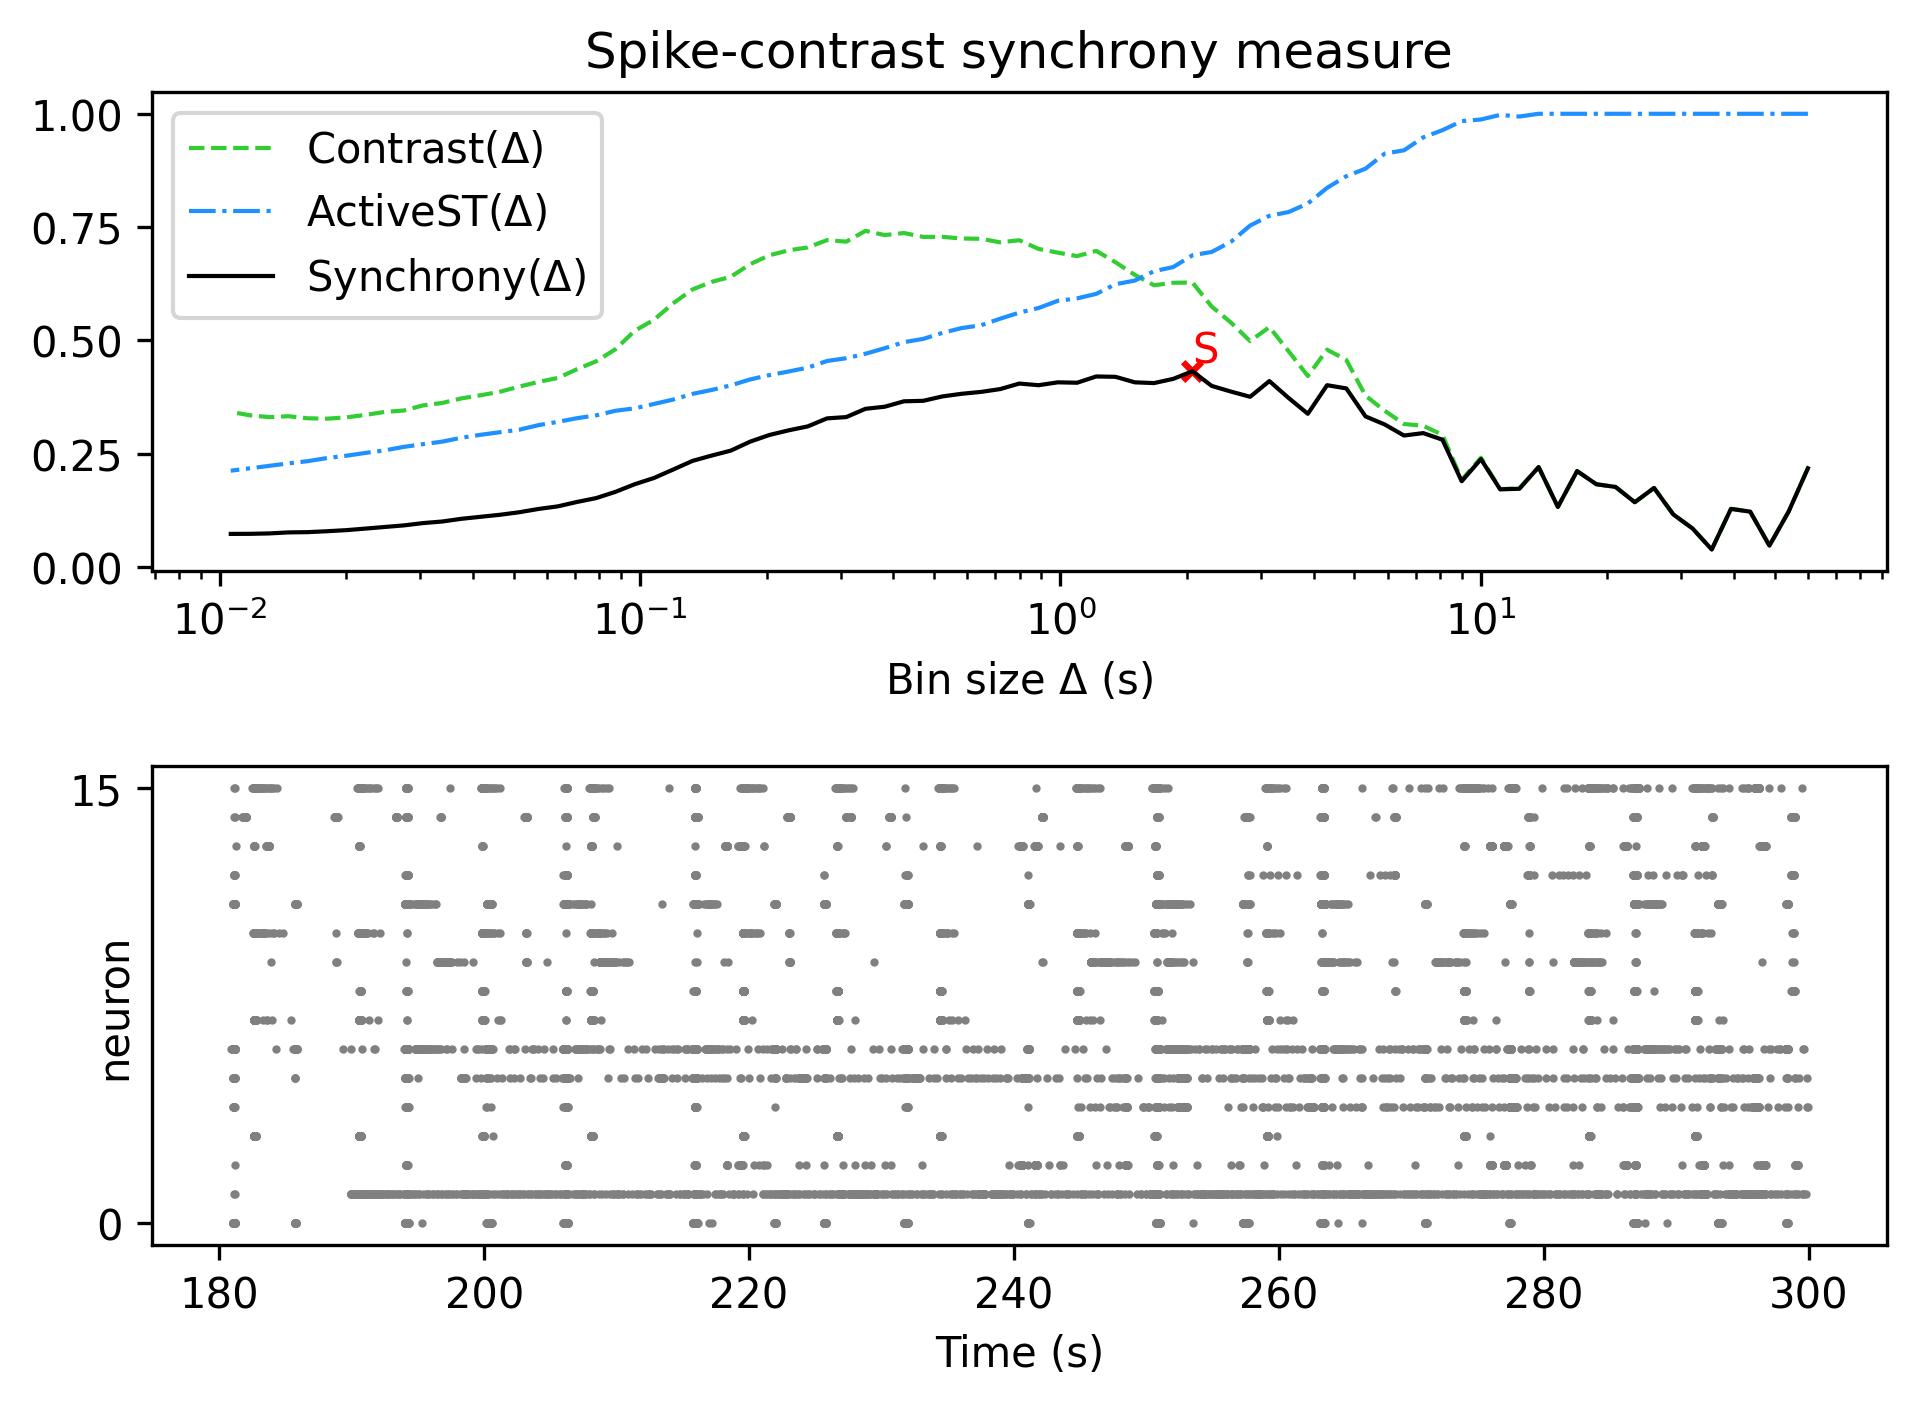 Spike-contrast synchrony measure
1.00
0.75
0.50
0.25
0.00
Contrast(Δ)
ActiveST(Δ)
Synchrony(Δ)
S
10⁻² 10⁻¹ 10⁰ 10¹
Bin size Δ (s)
15
0
neuron
180 200 220 240 260 280 300
Time (s)